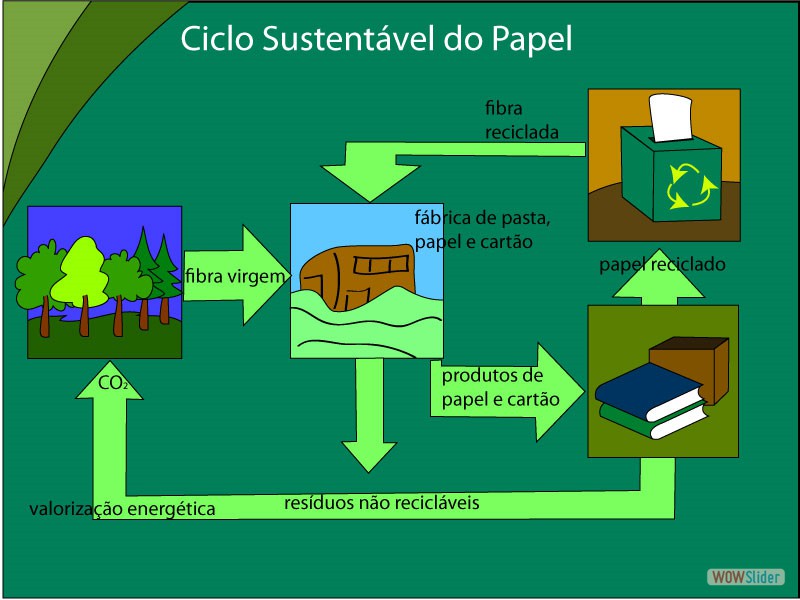 Ciclo Sustentável do Papel
fibra
reciclada
fábrica de pasta,
papel e cartão
fibra virgem
papel reciclado
CO₂
produtos de
papel e cartão
resíduos não recicláveis
valorização energética
WOWSlider